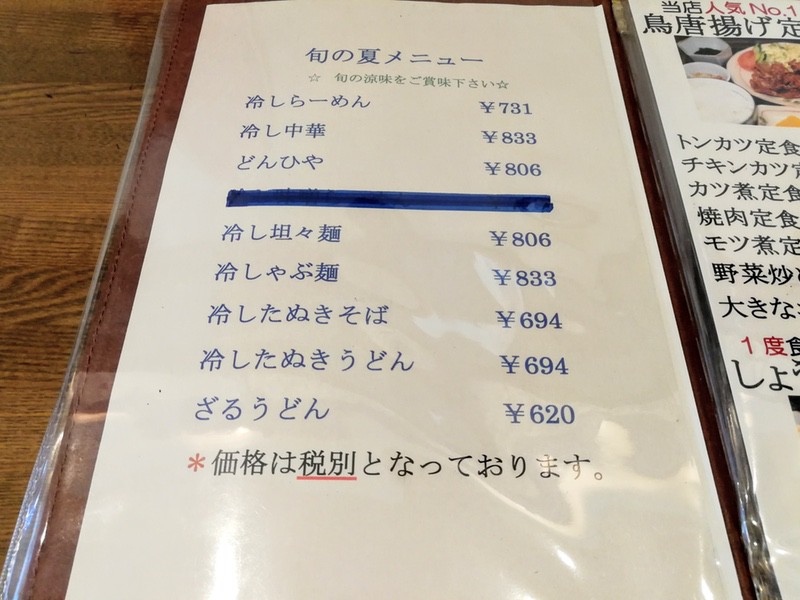 旬の夏メニュー
☆ 旬の涼味をご賞味下さい☆
冷しらーめん ￥731
冷し中華 ￥833
どんひや ￥806
冷し坦々麺 ￥806
冷しゃぶ麺 ￥833
冷したぬきそば ￥694
冷したぬきうどん ￥694
ざるうどん ￥620
＊価格は税別となっております。
当店人気No.1
鳥唐揚げ定
トンカツ定食
チキンカツ定
カツ煮定食
焼肉定食
モツ煮定
野菜炒
大きな
1度食
しょ